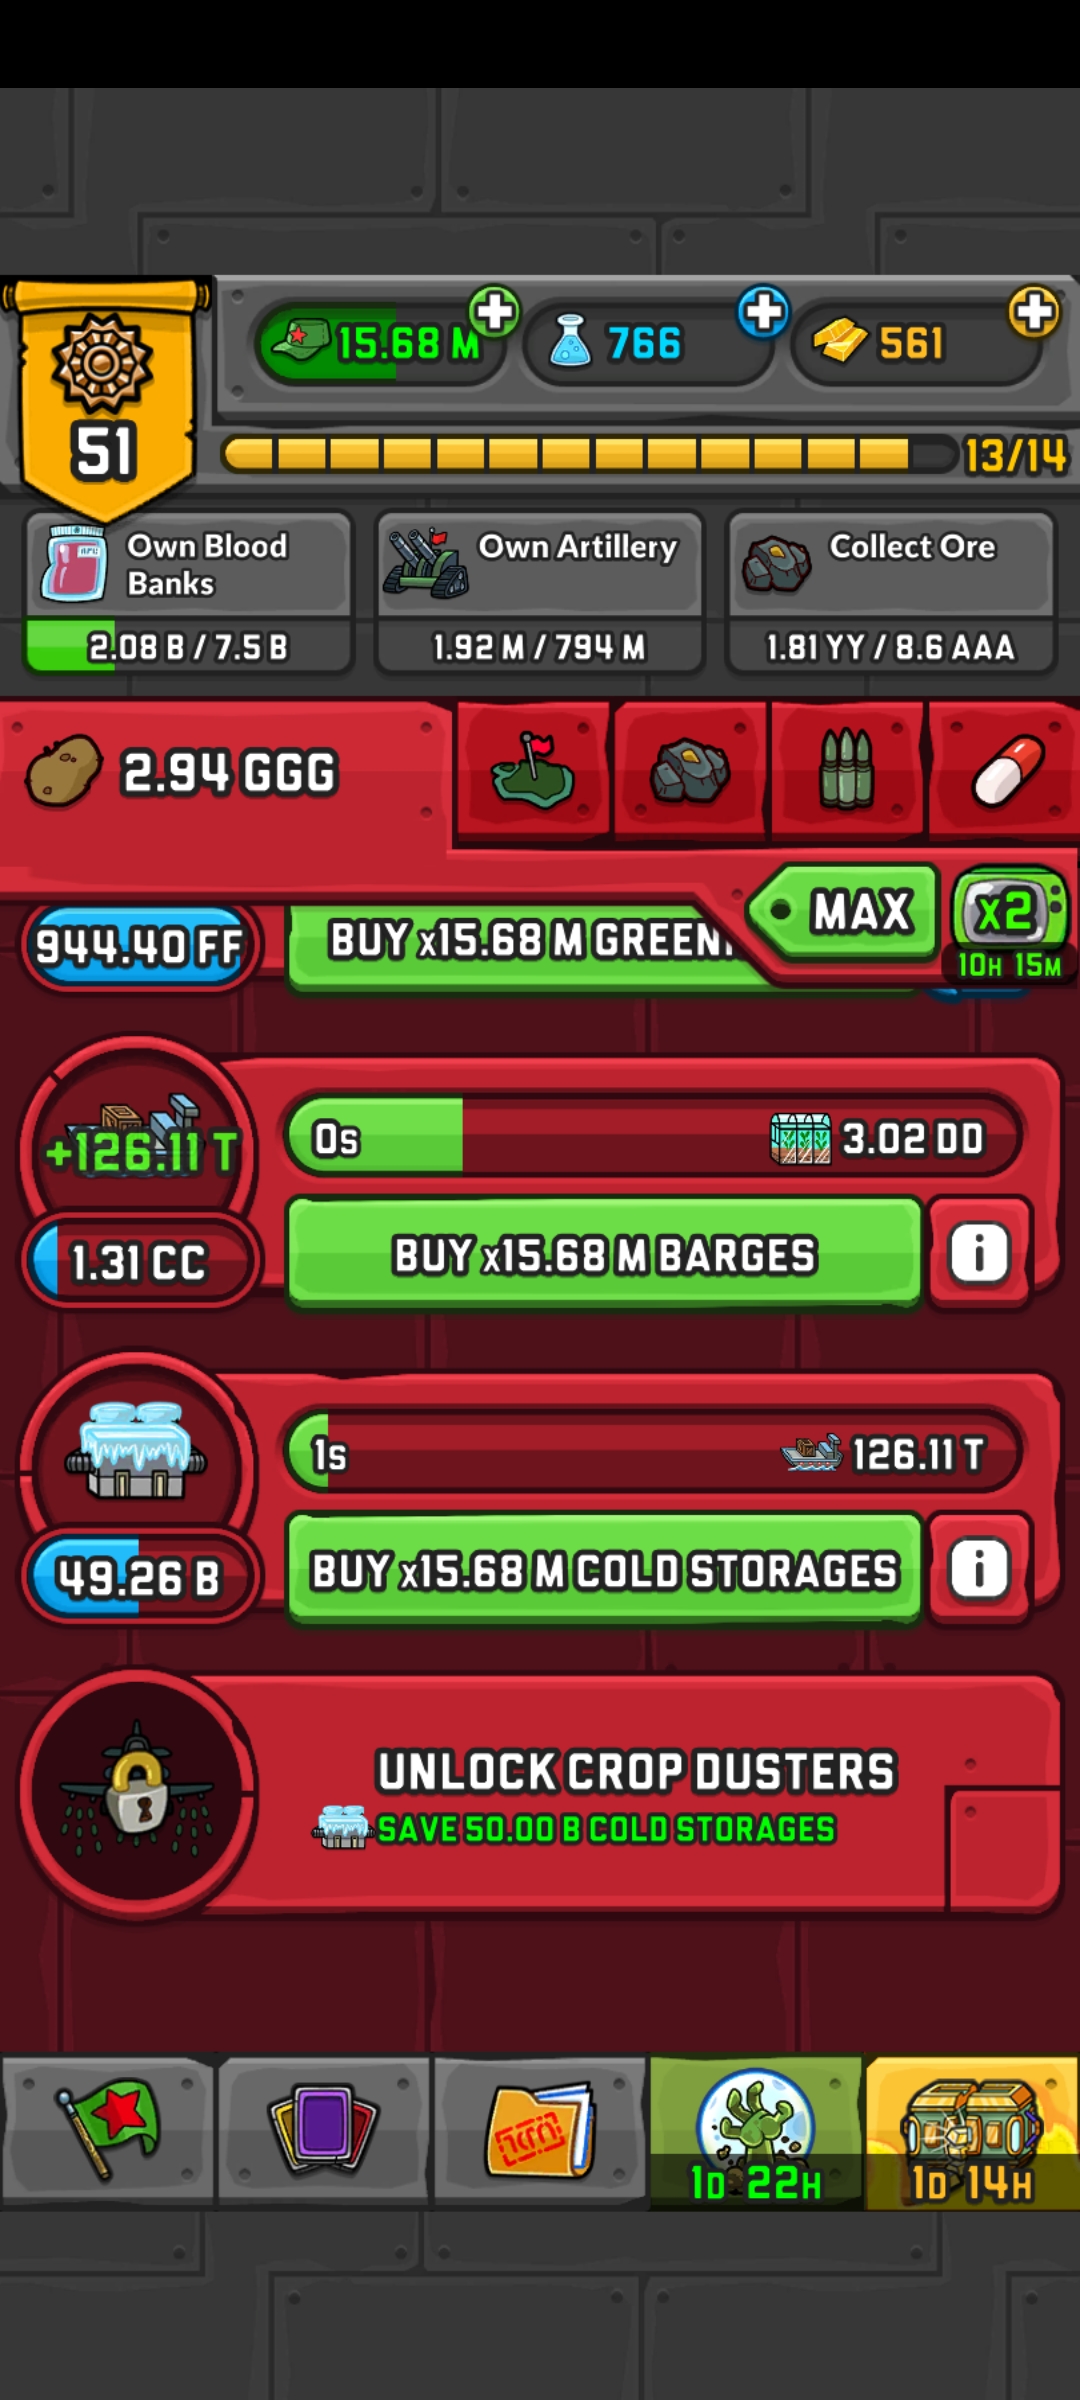 15.68 M
766
561
51
13/14
Own Blood
Banks
2.08 B / 7.5 B
Own Artillery
1.92 M / 794 M
Collect Ore
1.81 YY / 8.6 AAA
2.94 GGG
MAX
x2
10H 15M
944.40 FF
BUY x15.68 M
+126.11 T
0s
3.02 DD
1.31 CC
BUY x15.68 M BARGES
i
1s
126.11 T
49.26 B
BUY x15.68 M COLD STORAGES
i
UNLOCK CROP DUSTERS
SAVE 50.00 B COLD STORAGES
1D 22H
1D 14H